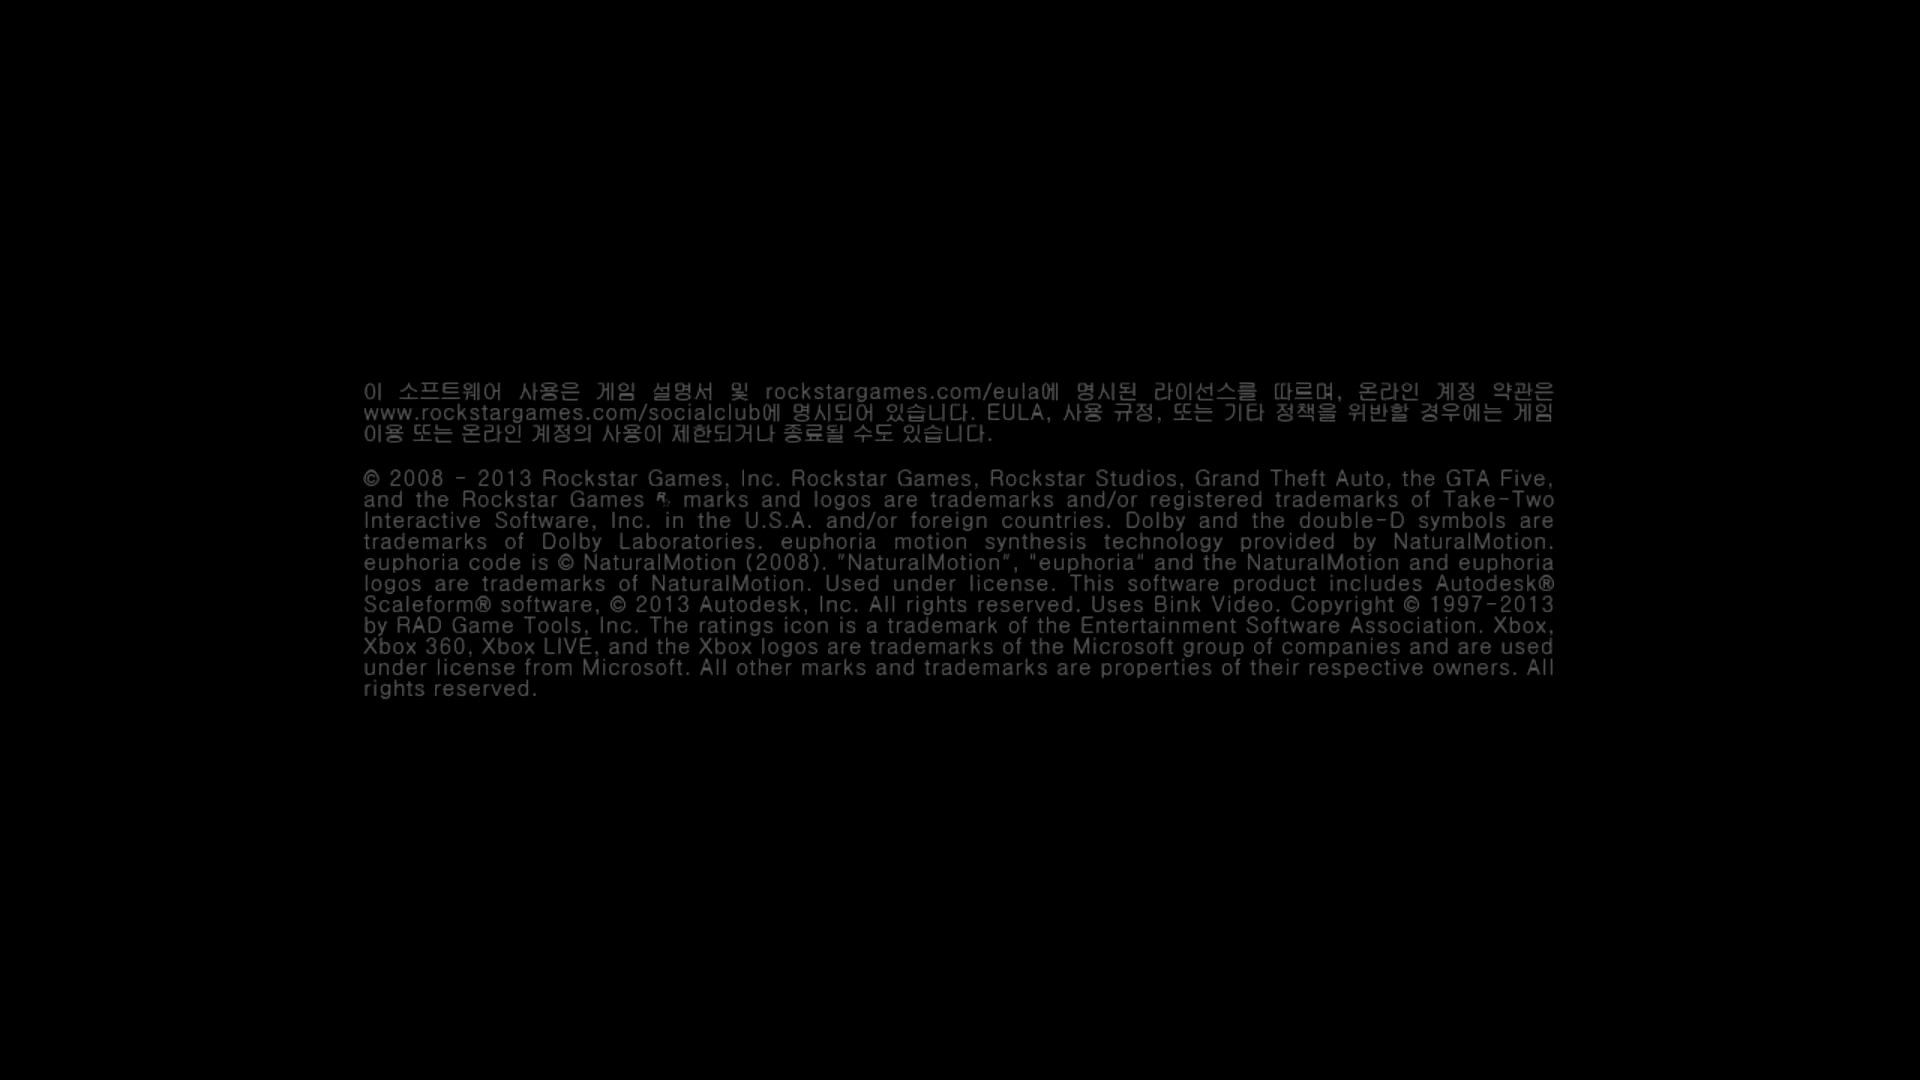 이 소프트웨어 사용은 게임 설명서 및 rockstargames.com/eula에 명시된 라이선스를 따르며, 온라인 계정 약관은
www.rockstargames.com/socialclub에 명시되어 있습니다. EULA, 사용 규정, 또는 기타 정책을 위반할 경우에는 게임
이용 또는 온라인 계정의 사용이 제한되거나 종료될 수도 있습니다.
© 2008 - 2013 Rockstar Games, Inc. Rockstar Games, Rockstar Studios, Grand Theft Auto, the GTA Five,
and the Rockstar Games R* marks and logos are trademarks and/or registered trademarks of Take-Two
Interactive Software, Inc. in the U.S.A. and/or foreign countries. Dolby and the double-D symbols are
trademarks of Dolby Laboratories. euphoria motion synthesis technology provided by NaturalMotion.
euphoria code is © NaturalMotion (2008). "NaturalMotion", "euphoria" and the NaturalMotion and euphoria
logos are trademarks of NaturalMotion. Used under license. This software product includes Autodesk®
Scaleform® software, © 2013 Autodesk, Inc. All rights reserved. Uses Bink Video. Copyright © 1997-2013
by RAD Game Tools, Inc. The ratings icon is a trademark of the Entertainment Software Association. Xbox,
Xbox 360, Xbox LIVE, and the Xbox logos are trademarks of the Microsoft group of companies and are used
under license from Microsoft. All other marks and trademarks are properties of their respective owners. All
rights reserved.